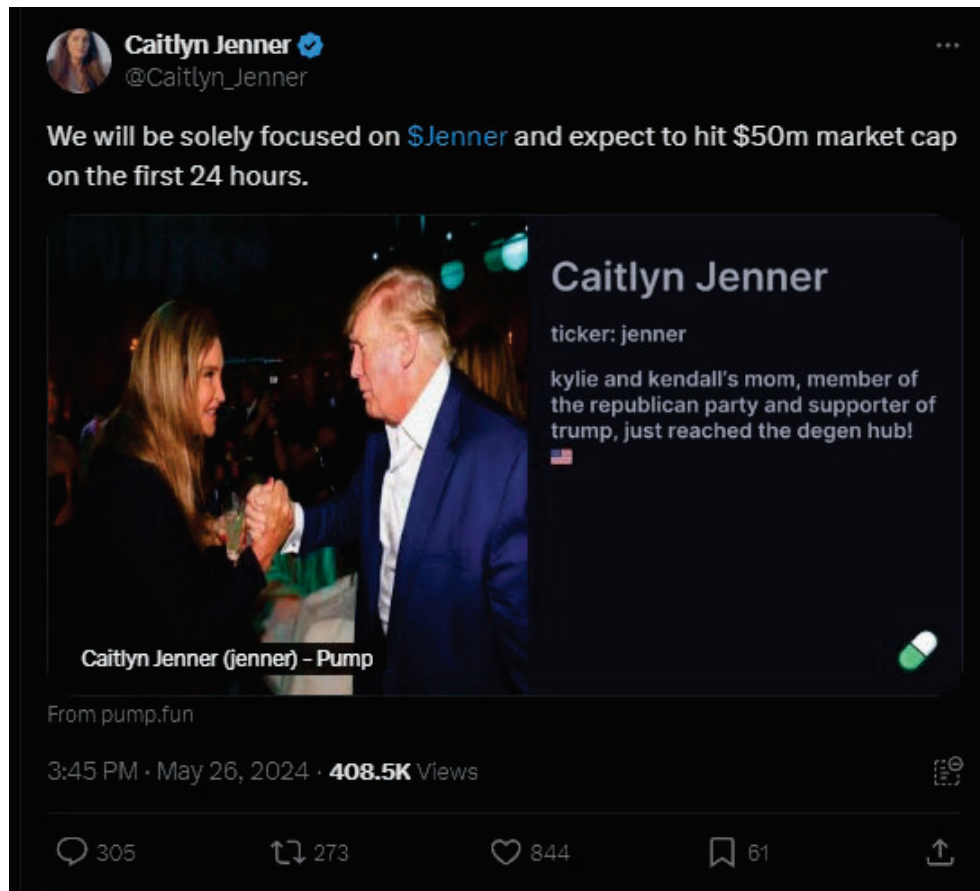 Caitlyn Jenner
@Caitlyn_Jenner
We will be solely focused on $Jenner and expect to hit $50m market cap
on the first 24 hours.
Caitlyn Jenner
ticker: jenner
kylie and kendall's mom, member of
the republican party and supporter of
trump, just reached the degen hub!
Caitlyn Jenner (jenner) – Pump
From pump.fun
3:45 PM · May 26, 2024 · 408.5K Views
305 273 844 61